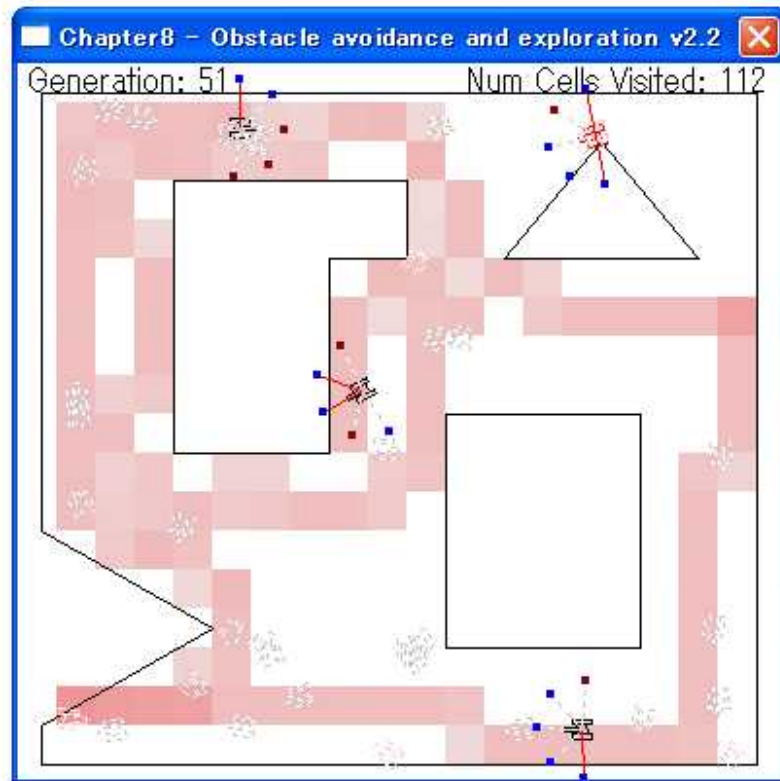 Chapter8 - Obstacle avoidance and exploration v2.2
Generation: 51 Num Cells Visited: 112